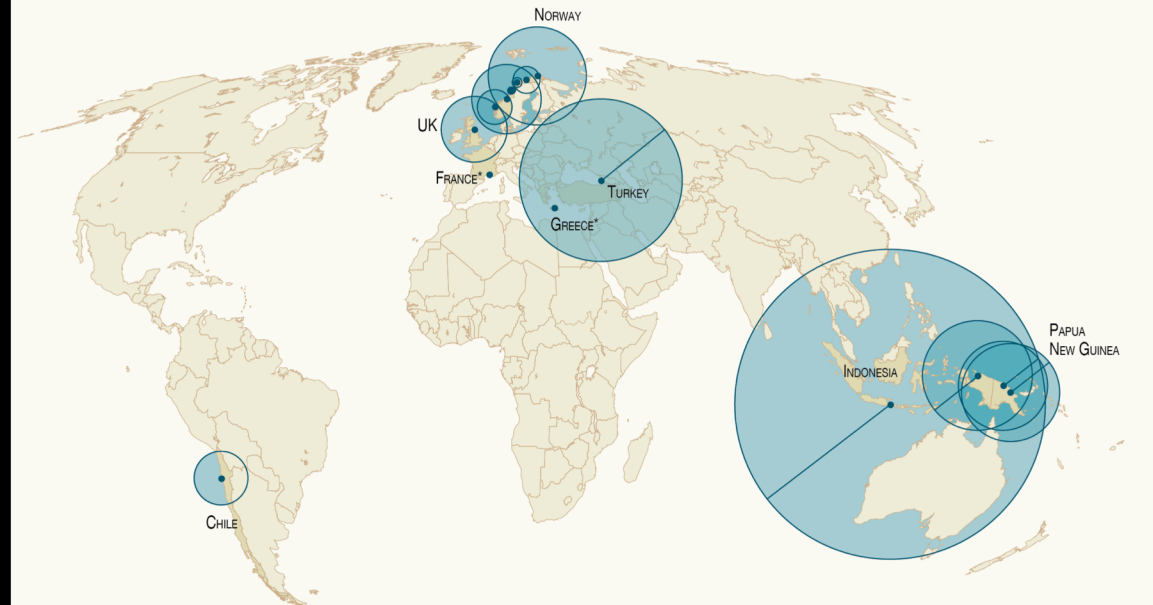 NORWAY
UK
FRANCE*
TURKEY
GREECE*
PAPUA
NEW GUINEA
INDONESIA
CHILE